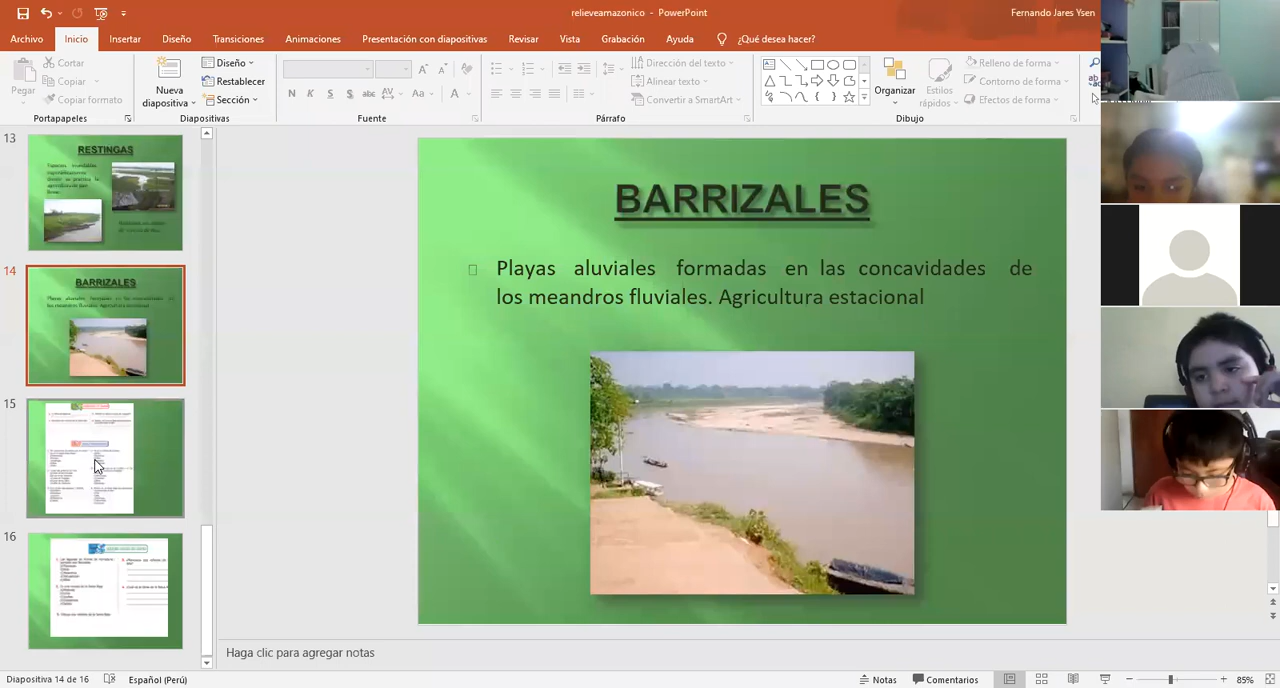 relieveamazonico - PowerPoint
Fernando Jares Ysen
Archivo Inicio Insertar Diseño Transiciones Animaciones Presentación con diapositivas Revisar Vista Grabación Ayuda ¿Qué desea hacer?
Pegar
Cortar
Copiar
Copiar formato
Portapapeles
Nueva
diapositiva
Diseño
Restablecer
Sección
Diapositivas
N K S S abc AV Aa A
Fuente
Dirección del texto
Alinear texto
Convertir a SmartArt
Párrafo
Organizar
Estilos
rápidos
Relleno de forma
Contorno de forma
Efectos de forma
Dibujo
13
RESTINGAS
14
BARRIZALES
15
16
BARRIZALES
Playas aluviales formadas en las concavidades de
los meandros fluviales. Agricultura estacional
Haga clic para agregar notas
Diapositiva 14 de 16 Español (Perú) Notas Comentarios 85%